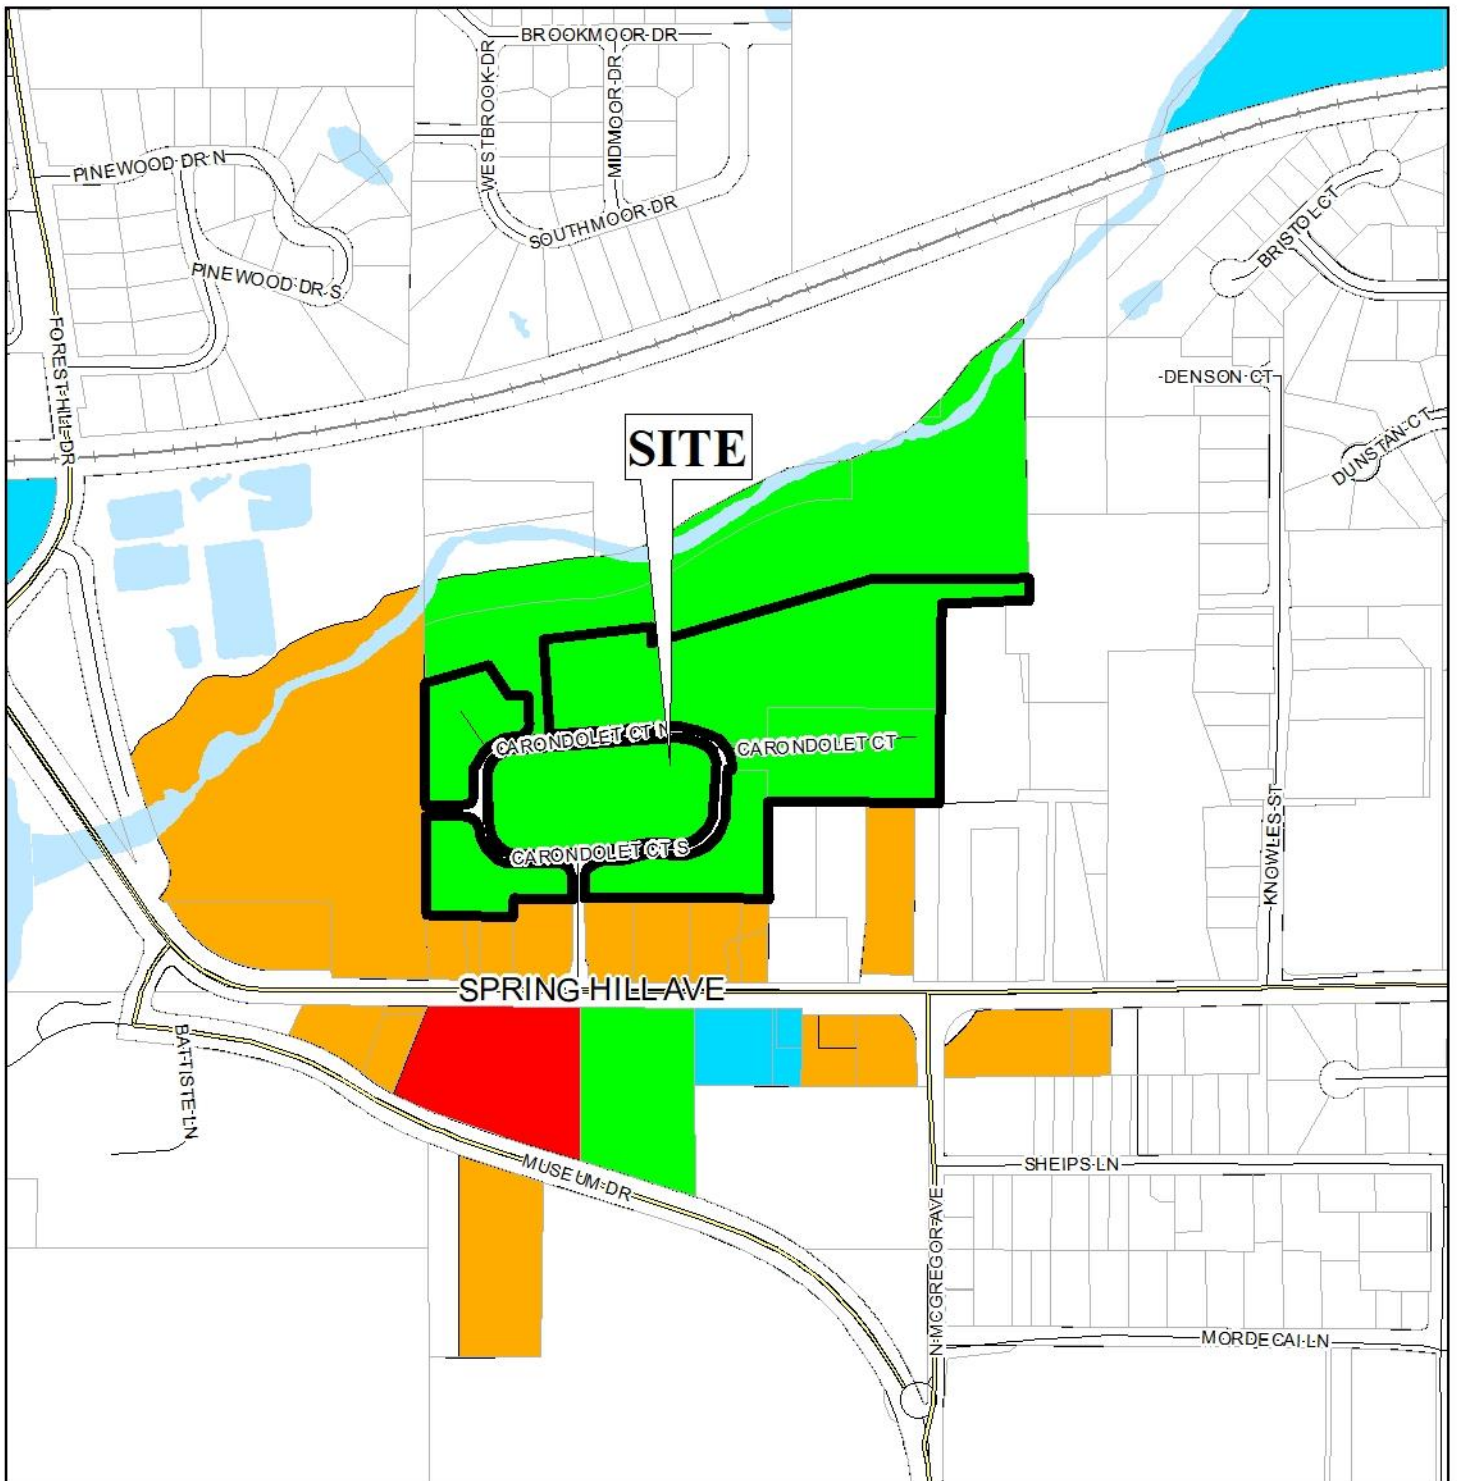 BROOKMOOR DR
WESTBROOK DR
MIDMOOR DR
PINEWOOD DR N
SOUTHMOOR DR
BRISTOL CT
PINEWOOD DR S
FOREST HILL DR
DENSON CT
DUNSTAN CT
SITE
CARONDOLET CT N
CARONDOLET CT
CARONDOLET CT S
KNOWLES ST
SPRING HILL AVE
BATTISTE LN
MUSEUM DR
SHEIPS LN
N MCGREGOR AVE
MORDECAI LN